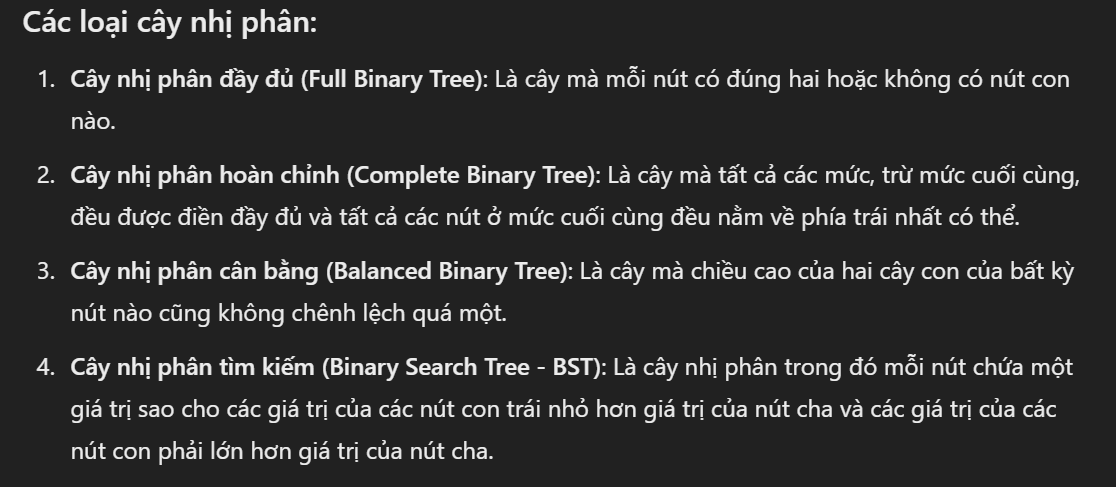 Các loại cây nhị phân:
1. Cây nhị phân đầy đủ (Full Binary Tree): Là cây mà mỗi nút có đúng hai hoặc không có nút con
nào.
2. Cây nhị phân hoàn chỉnh (Complete Binary Tree): Là cây mà tất cả các mức, trừ mức cuối cùng,
đều được điền đầy đủ và tất cả các nút ở mức cuối cùng đều nằm về phía trái nhất có thể.
3. Cây nhị phân cân bằng (Balanced Binary Tree): Là cây mà chiều cao của hai cây con của bất kỳ
nút nào cũng không chênh lệch quá một.
4. Cây nhị phân tìm kiếm (Binary Search Tree - BST): Là cây nhị phân trong đó mỗi nút chứa một
giá trị sao cho các giá trị của các nút con trái nhỏ hơn giá trị của nút cha và các giá trị của các
nút con phải lớn hơn giá trị của nút cha.